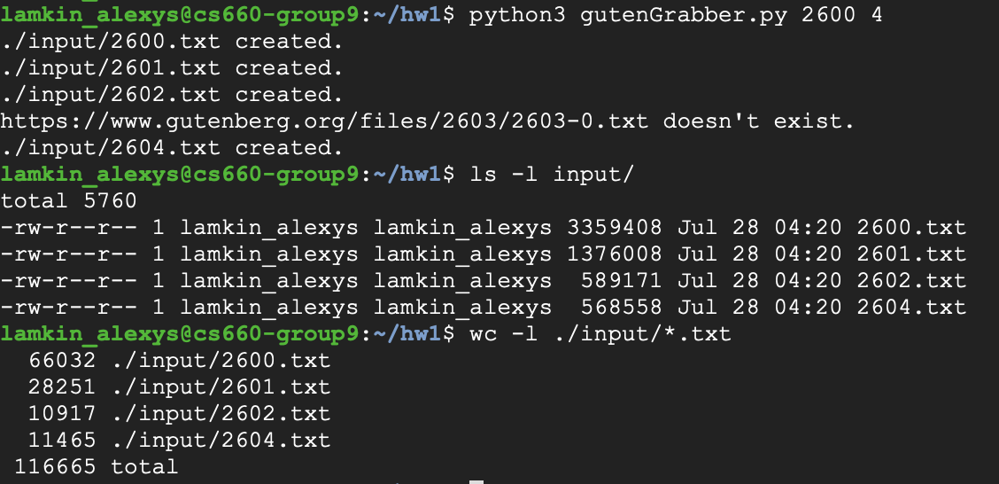 lamkin_alexys@cs660-group9:~/hw1$ python3 gutenGrabber.py 2600 4
./input/2600.txt created.
./input/2601.txt created.
./input/2602.txt created.
https://www.gutenberg.org/files/2603/2603-0.txt doesn't exist.
./input/2604.txt created.
lamkin_alexys@cs660-group9:~/hw1$ ls -l input/
total 5760
-rw-r--r-- 1 lamkin_alexys lamkin_alexys 3359408 Jul 28 04:20 2600.txt
-rw-r--r-- 1 lamkin_alexys lamkin_alexys 1376008 Jul 28 04:20 2601.txt
-rw-r--r-- 1 lamkin_alexys lamkin_alexys  589171 Jul 28 04:20 2602.txt
-rw-r--r-- 1 lamkin_alexys lamkin_alexys  568558 Jul 28 04:20 2604.txt
lamkin_alexys@cs660-group9:~/hw1$ wc -l ./input/*.txt
  66032 ./input/2600.txt
  28251 ./input/2601.txt
  10917 ./input/2602.txt
  11465 ./input/2604.txt
 116665 total